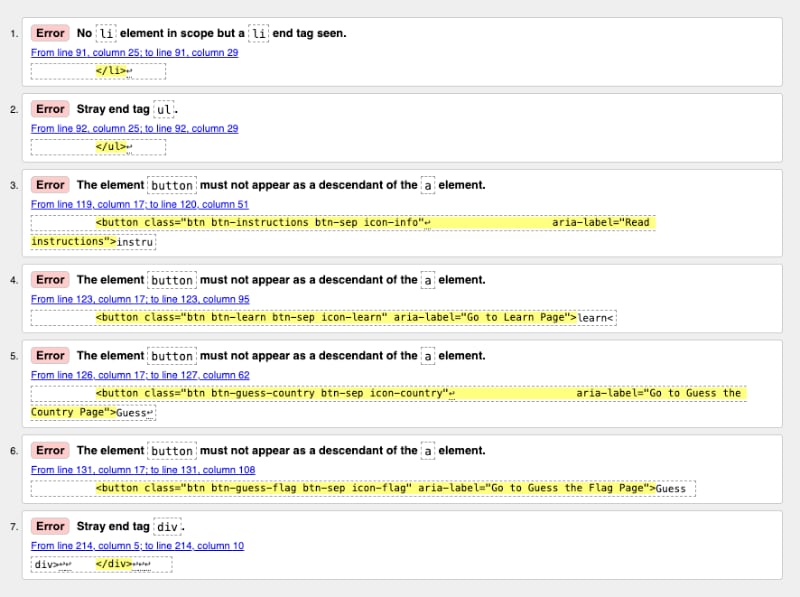 1. Error No li element in scope but a li end tag seen.
From line 91, column 25; to line 91, column 29
</li>↩
2. Error Stray end tag ul.
From line 92, column 25; to line 92, column 29
</ul>↩
3. Error The element button must not appear as a descendant of the a element.
From line 119, column 17; to line 120, column 51
<button class="btn btn-instructions btn-sep icon-info"↩ aria-label="Read
instructions">instru
4. Error The element button must not appear as a descendant of the a element.
From line 123, column 17; to line 123, column 95
<button class="btn btn-learn btn-sep icon-learn" aria-label="Go to Learn Page">learn<
5. Error The element button must not appear as a descendant of the a element.
From line 126, column 17; to line 127, column 62
<button class="btn btn-guess-country btn-sep icon-country"↩ aria-label="Go to Guess the
Country Page">Guess↩
6. Error The element button must not appear as a descendant of the a element.
From line 131, column 17; to line 131, column 108
<button class="btn btn-guess-flag btn-sep icon-flag" aria-label="Go to Guess the Flag Page">Guess
7. Error Stray end tag div.
From line 214, column 5; to line 214, column 10
div>↩↩ </div>↩↩↩